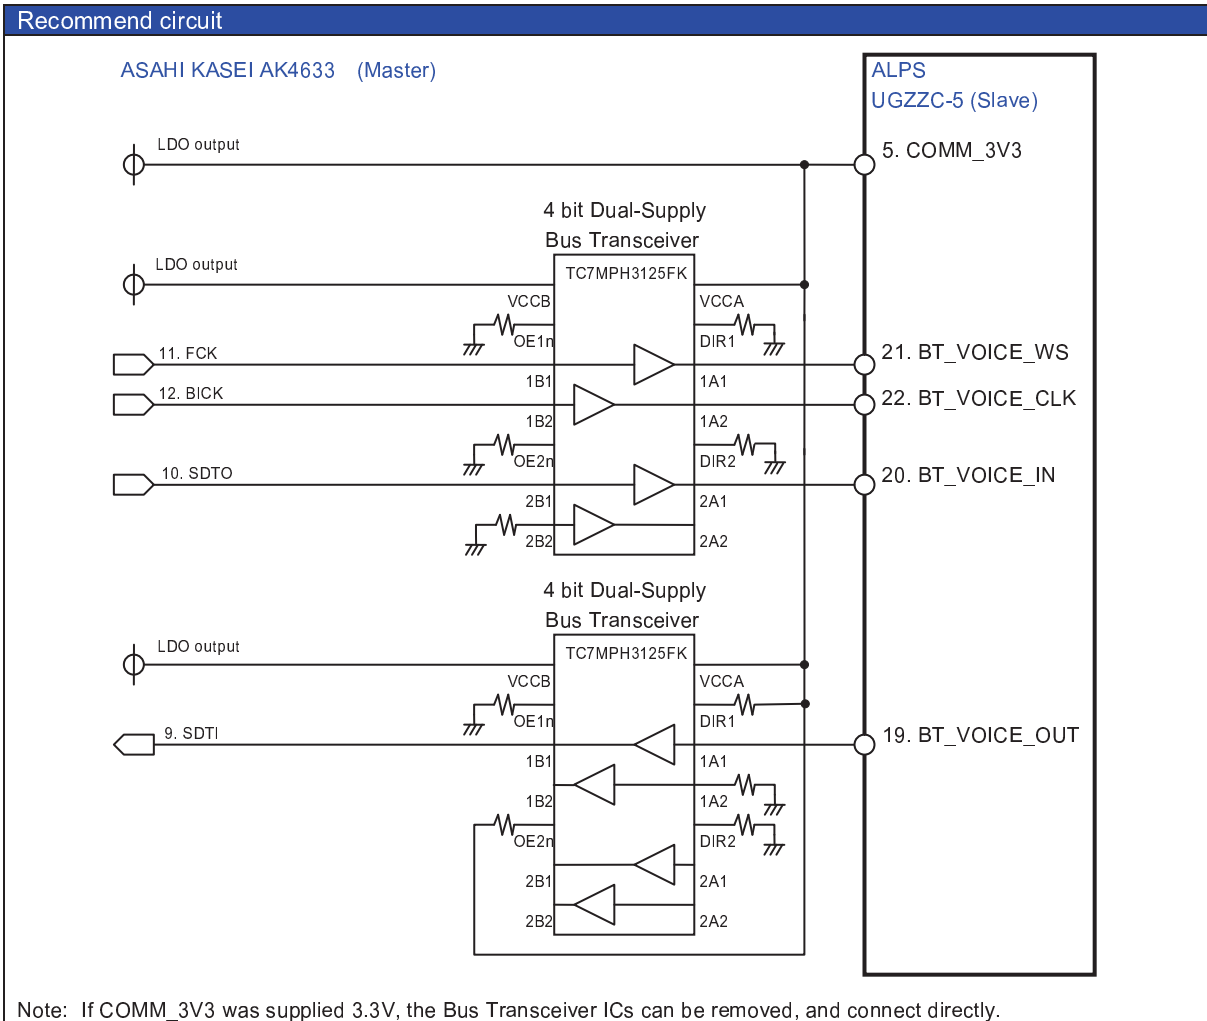 Recommend circuit
ASAHI KASEI AK4633 (Master)
ALPS
UGZZC-5 (Slave)
LDO output
5. COMM_3V3
4 bit Dual-Supply
Bus Transceiver
LDO output
TC7MPH3125FK
VCCB
VCCA
OE1n
DIR1
11. FCK
21. BT_VOICE_WS
1B1
1A1
12. BICK
22. BT_VOICE_CLK
1B2
1A2
OE2n
DIR2
10. SDTO
20. BT_VOICE_IN
2B1
2A1
2B2
2A2
4 bit Dual-Supply
Bus Transceiver
LDO output
TC7MPH3125FK
VCCB
VCCA
OE1n
DIR1
9. SDTI
19. BT_VOICE_OUT
1B1
1A1
1B2
1A2
OE2n
DIR2
2B1
2A1
2B2
2A2
Note: If COMM_3V3 was supplied 3.3V, the Bus Transceiver ICs can be removed, and connect directly.